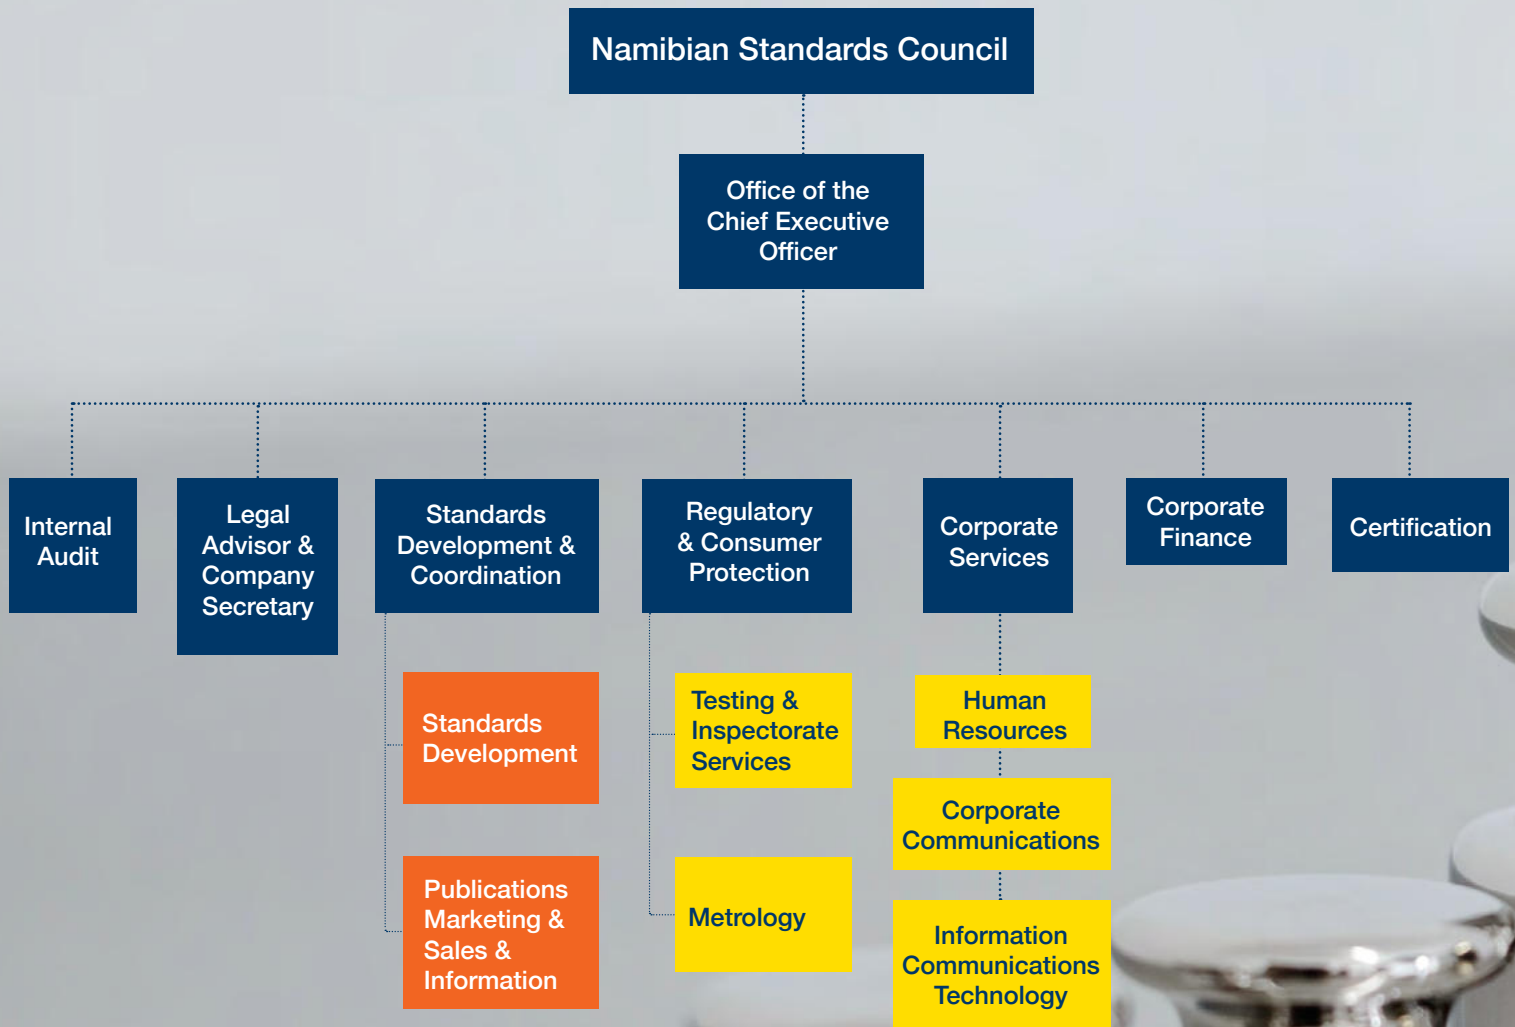 Namibian Standards Council
Office of the
Chief Executive
Officer
Internal
Audit
Legal
Advisor &
Company
Secretary
Standards
Development &
Coordination
Regulatory
& Consumer
Protection
Corporate
Services
Corporate
Finance
Certification
Standards
Development
Publications
Marketing &
Sales &
Information
Testing &
Inspectorate
Services
Metrology
Human
Resources
Corporate
Communications
Information
Communications
Technology